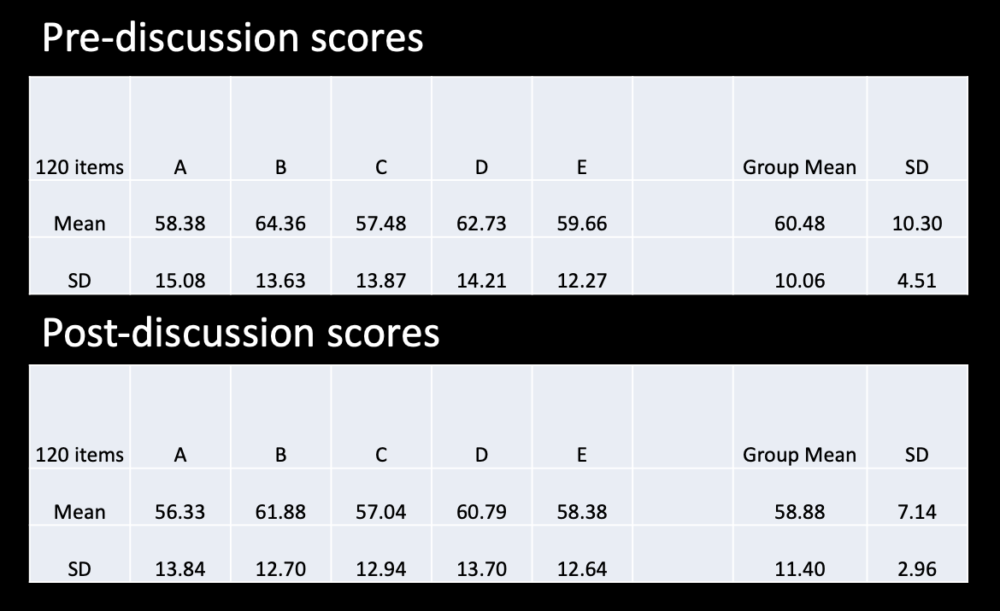 Pre-discussion scores
120 items A B C D E Group Mean SD
Mean 58.38 64.36 57.48 62.73 59.66 60.48 10.30
SD 15.08 13.63 13.87 14.21 12.27 10.06 4.51
Post-discussion scores
120 items A B C D E Group Mean SD
Mean 56.33 61.88 57.04 60.79 58.38 58.88 7.14
SD 13.84 12.70 12.94 13.70 12.64 11.40 2.96